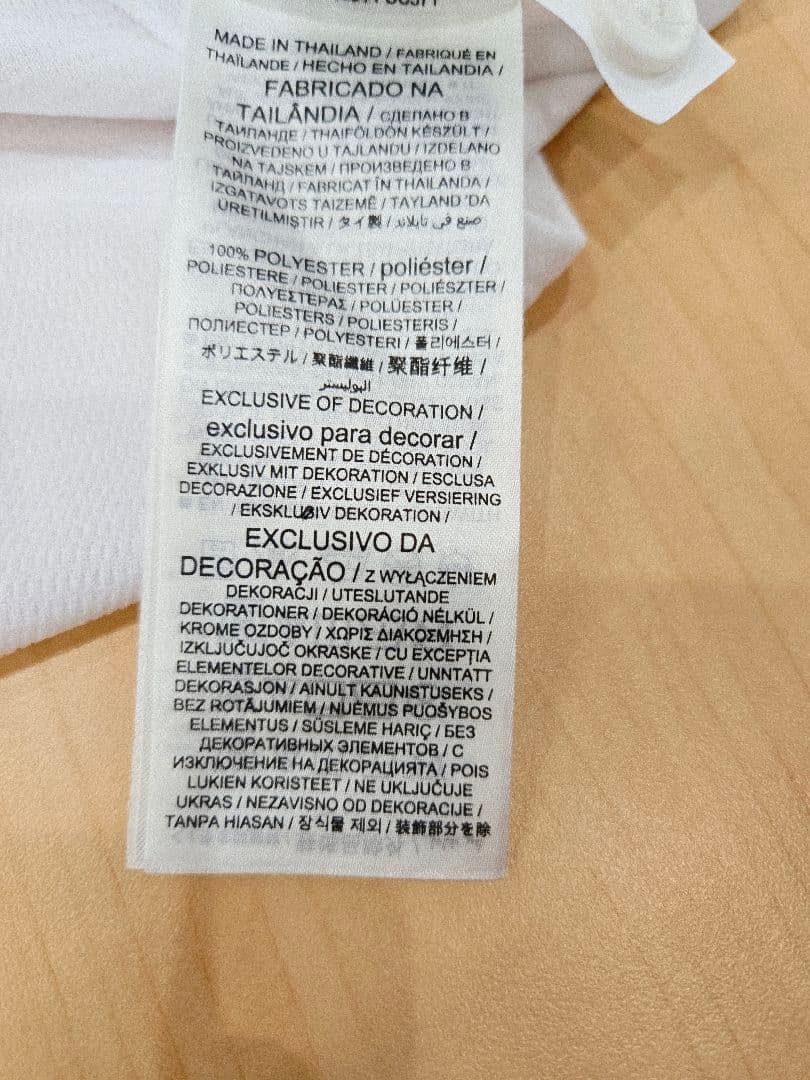 MADE IN THAILAND / FABRIQUÉ EN
THAÏLANDE / HECHO EN TAILANDIA /
FABRICADO NA
TAILÂNDIA / СДЕЛАНО В
ТАИЛАНДЕ / THAIFÖLDÖN KÉSZÜLT /
PROIZVEDENO U TAJLANDU / IZDELANO
NA TAJSKEM / ПРОИЗВЕДЕНО В
ТАЙЛАНД / FABRICAT ÎN THAILANDA /
IZGATAVOTS TAIZEMĒ / TAYLAND 'DA
ÜRETILMIŞTIR / タイ製 / صنع في تايلاند
100% POLYESTER / poliéster /
POLIESTERE / POLIESTER / POLIÉSZTER /
ΠΟΛΥΕΣΤΕΡΑΣ / POLÜESTER /
POLIESTERS / POLIESTERIS /
ПОЛИЕСТЕР / POLYESTERI / 폴리에스터 /
ポリエステル / 聚酯纖維 / 聚酯纤维 /
البوليستر
EXCLUSIVE OF DECORATION /
exclusivo para decorar /
EXCLUSIVEMENT DE DÉCORATION /
EXKLUSIV MIT DEKORATION / ESCLUSA
DECORAZIONE / EXCLUSIEF VERSIERING
/ EKSKLUSIV DEKORATION /
EXCLUSIVO DA
DECORAÇÃO / Z WYŁĄCZENIEM
DEKORACJI / UTESLUTANDE
DEKORATIONER / DEKORÁCIÓ NÉLKÜL /
KROME OZDOBY / ΧΩΡΙΣ ΔΙΑΚΟΣΜΗΣΗ /
IZKLJUČUJOČ OKRASKE / CU EXCEPȚIA
ELEMENTELOR DECORATIVE / UNNTATT
DEKORASJON / AINULT KAUNISTUSEKS /
BEZ ROTĀJUMIEM / NUĖMUS PUOŠYBOS
ELEMENTUS / SÜSLEME HARIÇ / БЕЗ
ДЕКОРАТИВНЫХ ЭЛЕМЕНТОВ / С
ИЗКЛЮЧЕНИЕ НА ДЕКОРАЦИЯТА / POIS
LUKIEN KORISTEET / NE UKLJUČUJE
UKRAS / NEZAVISNO OD DEKORACIJE /
TANPA HIASAN / 장식물 제외 / 装飾部分を除